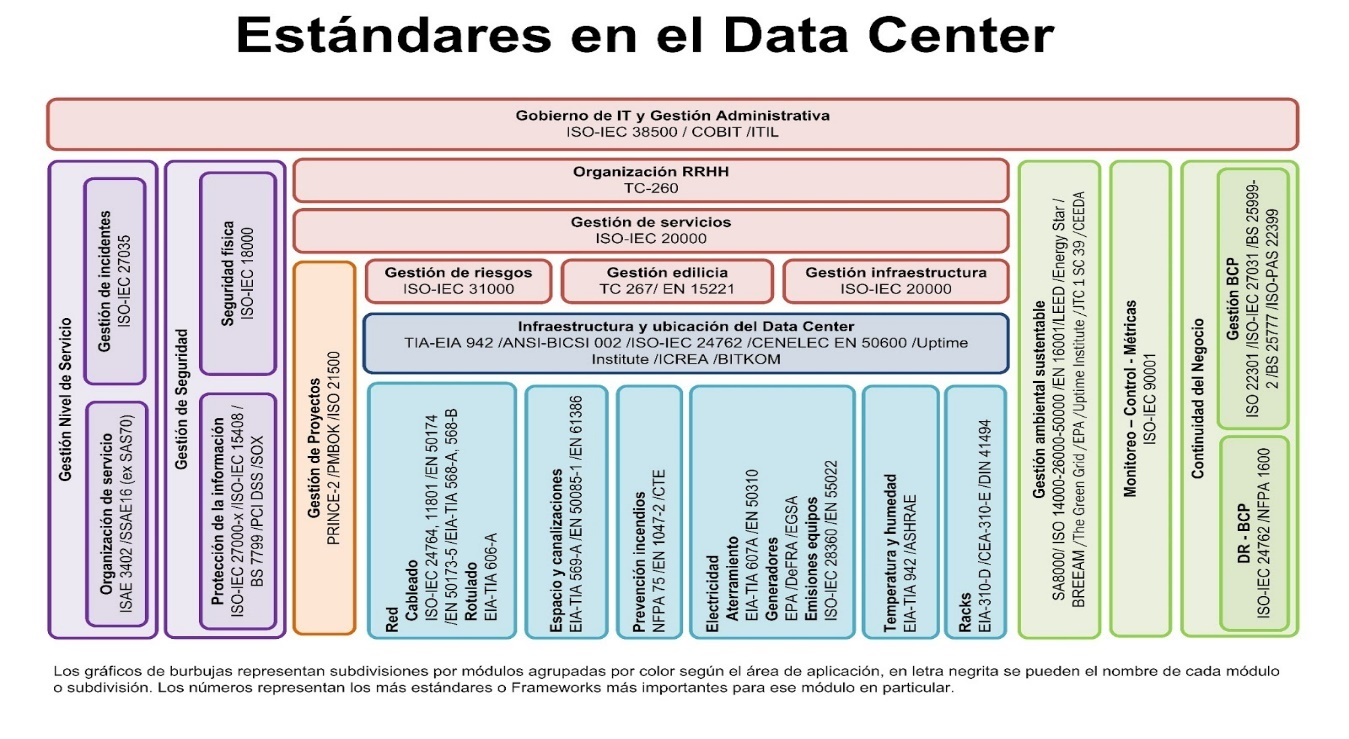 Estándares en el Data Center
Gobierno de IT y Gestión Administrativa
ISO-IEC 38500 / COBIT /ITIL
Gestión Nivel de Servicio
Gestión de incidentes
ISO-IEC 27035
Organización de servicio
ISAE 3402 /SSAE16 (ex SAS70)
Gestión de Seguridad
Seguridad física
ISO-IEC 18000
Protección de la información
ISO-IEC 27000-x /ISO-IEC 15408 /
BS 7799 /PCI DSS /SOX
Organización RRHH
TC-260
Gestión de servicios
ISO-IEC 20000
Gestión de Proyectos
PRINCE-2 /PMBOK /ISO 21500
Gestión de riesgos
ISO-IEC 31000
Gestión edilicia
TC 267/ EN 15221
Gestión infraestructura
ISO-IEC 20000
Infraestructura y ubicación del Data Center
TIA-EIA 942 /ANSI-BICSI 002 /ISO-IEC 24762 /CENELEC EN 50600 /Uptime
Institute /ICREA /BITKOM
Red
Cableado
ISO-IEC 24764, 11801 /EN 50174
/EN 50173-5 /EIA-TIA 568-A, 568-B
Rotulado
EIA-TIA 606-A
Espacio y canalizaciones
EIA-TIA 569-A /EN 50085-1 /EN 61386
Prevención incendios
NFPA 75 /EN 1047-2 /CTE
Electricidad
Aterramiento
EIA-TIA 607A /EN 50310
Generadores
EPA /DeFRA /EGSA
Emisiones equipos
ISO-IEC 28360 /EN 55022
Temperatura y humedad
EIA-TIA 942 /ASHRAE
Racks
EIA-310-D /CEA-310-E /DIN 41494
Gestión ambiental sustentable
SA8000/ ISO 14000-26000-50000 /EN 16001/LEED /Energy Star /
BREEAM /The Green Grid /EPA /Uptime Institute /JTC 1 SC 39 /CEEDA
Monitoreo – Control - Métricas
ISO-IEC 90001
Continuidad del Negocio
Gestión BCP
ISO 22301 /ISO-IEC 27031 /BS 25999-
2 /BS 25777 /ISO-PAS 22399
DR - BCP
ISO-IEC 24762 /NFPA 1600
Los gráficos de burbujas representan subdivisiones por módulos agrupadas por color según el área de aplicación, en letra negrita se pueden el nombre de cada módulo
o subdivisión. Los números representan los más estándares o Frameworks más importantes para ese módulo en particular.